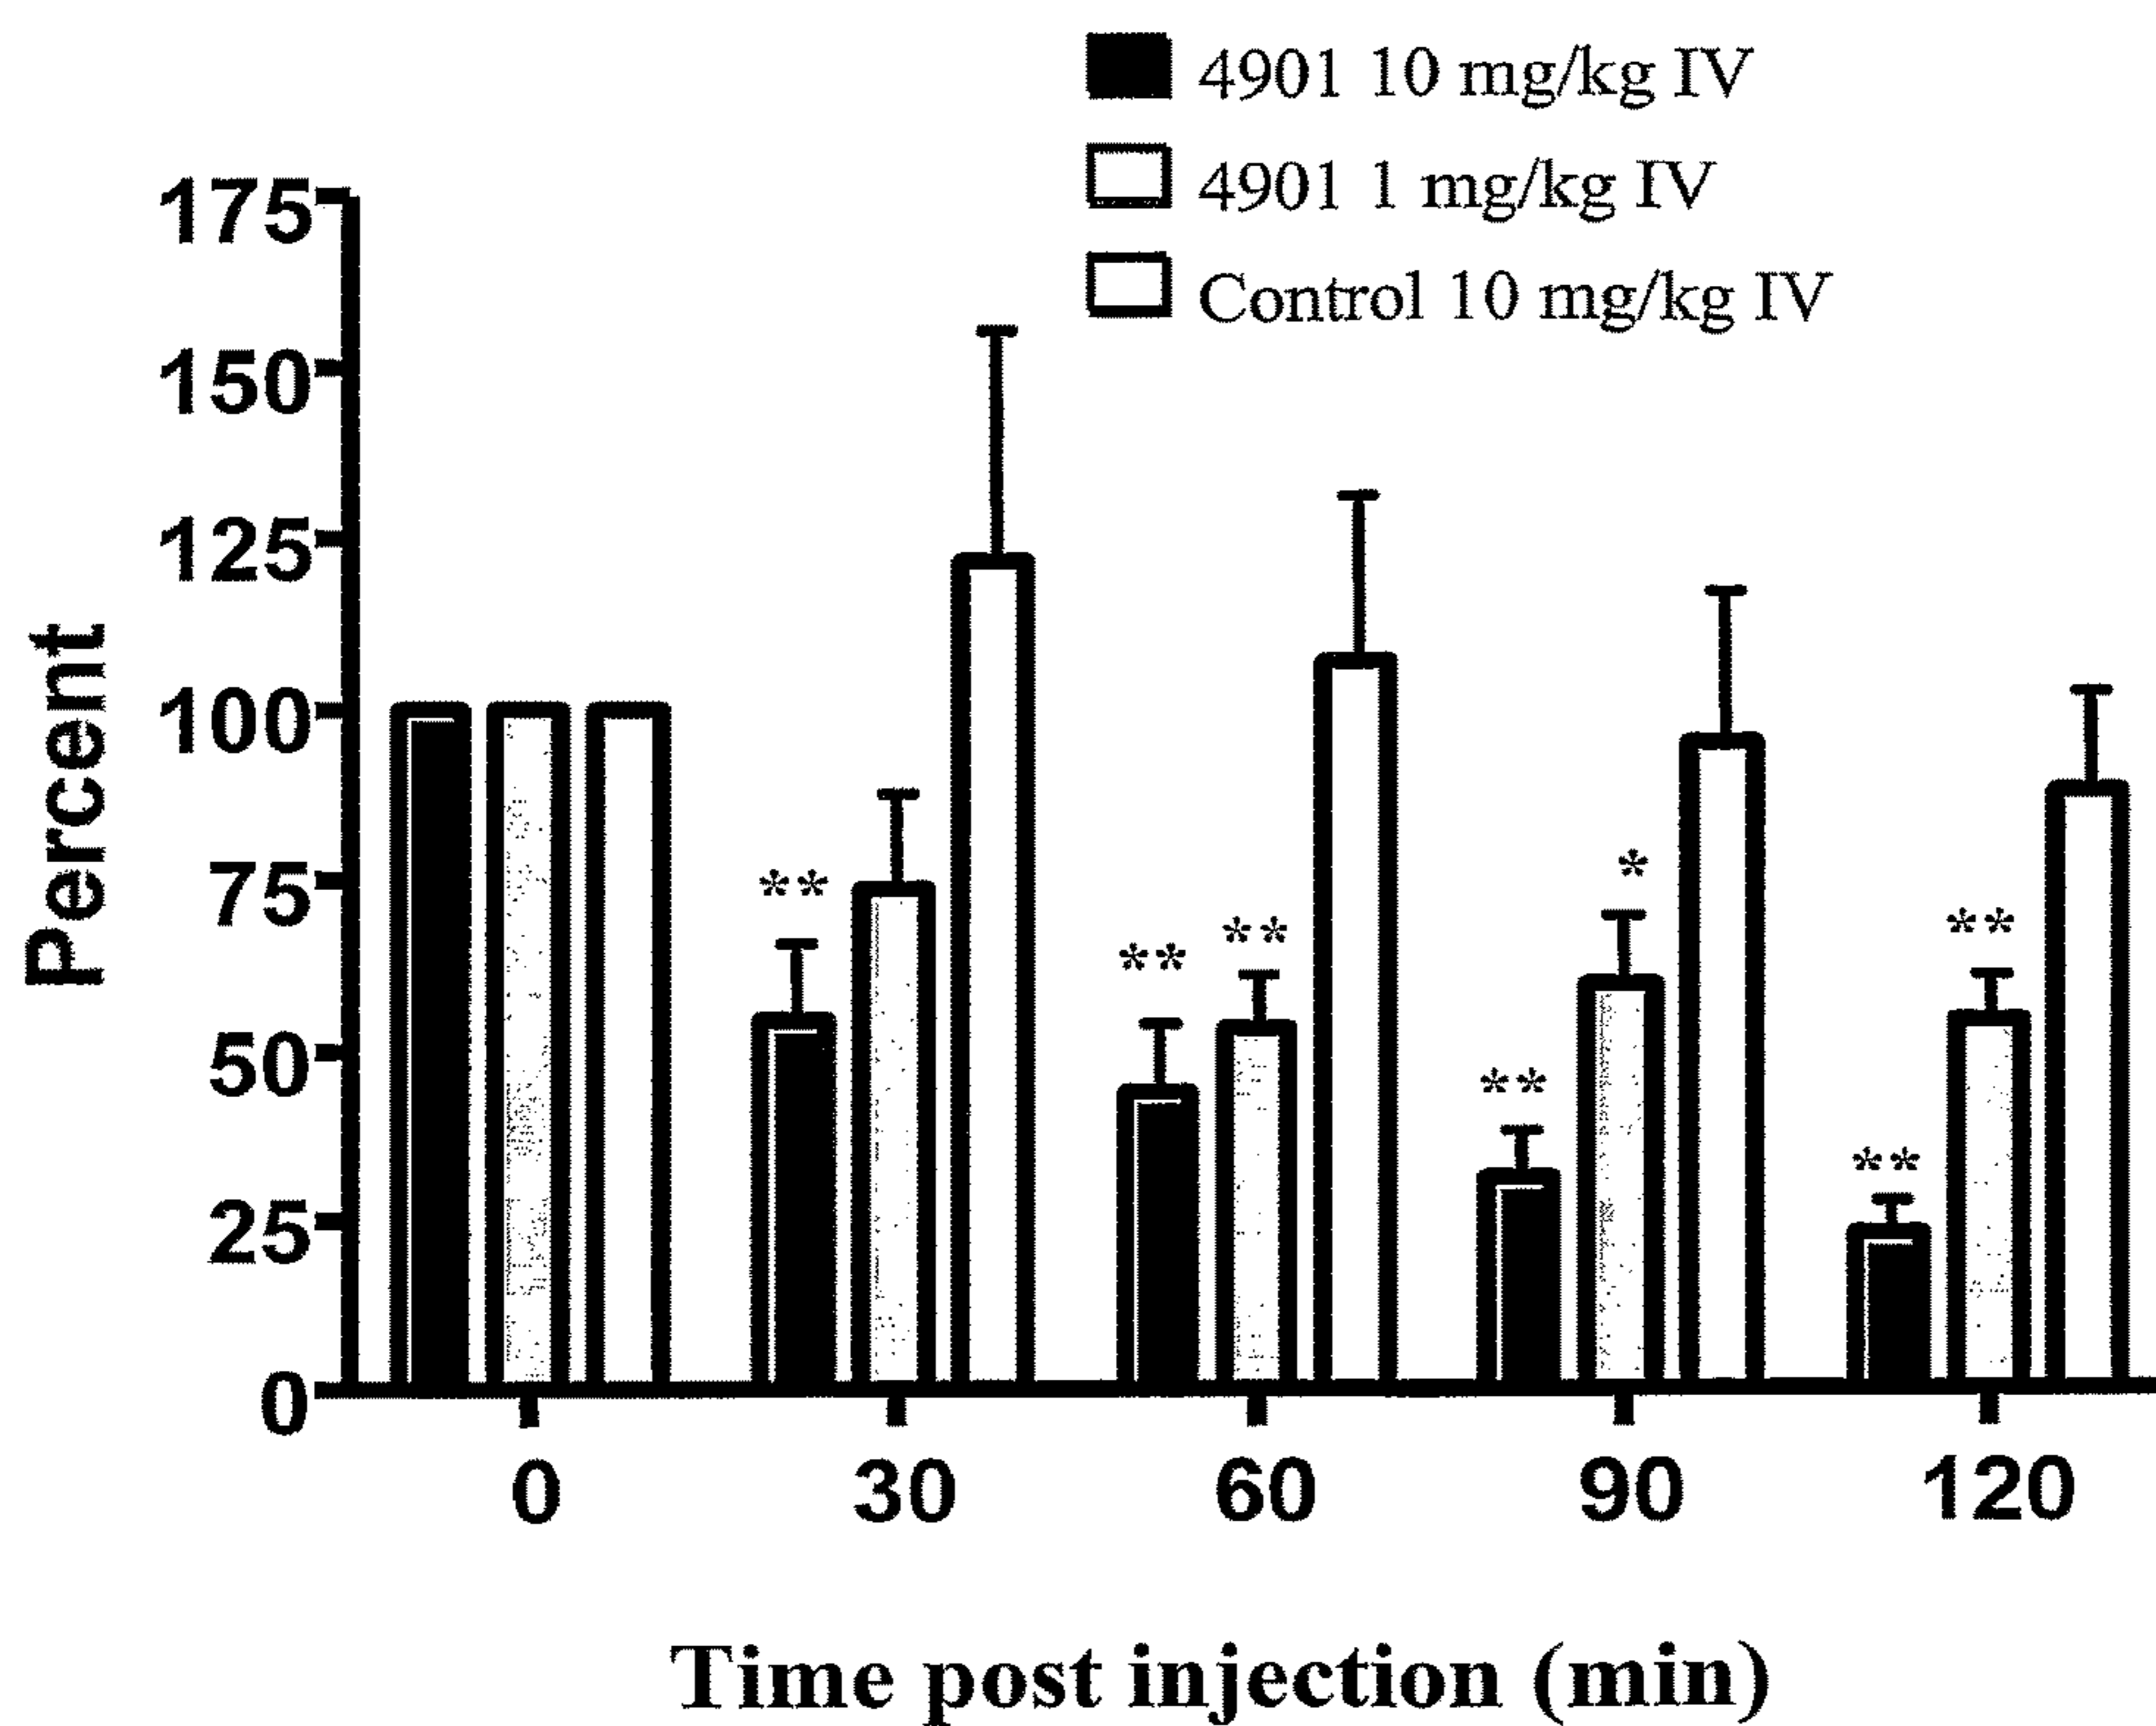 4901 10 mg/kg IV
4901 1 mg/kg IV
Control 10 mg/kg IV
175
150
125
100
75
50
25
0
Percent
**
**
**
**
*
**
**
0 30 60 90 120
Time post injection (min)